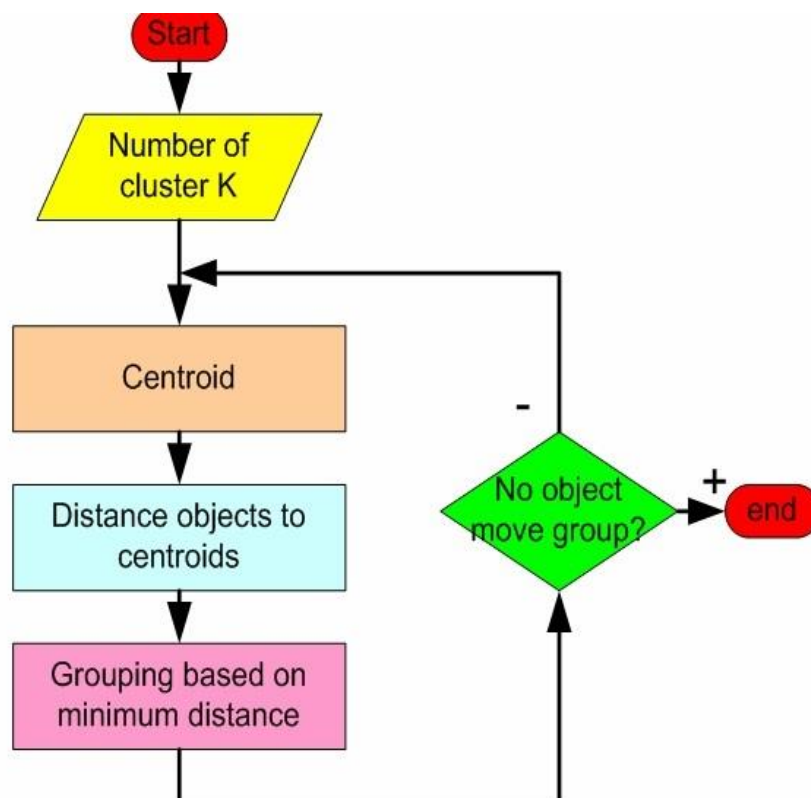 Start
Number of
cluster K
Centroid
Distance objects to
centroids
Grouping based on
minimum distance
-
No object
move group?
+
end